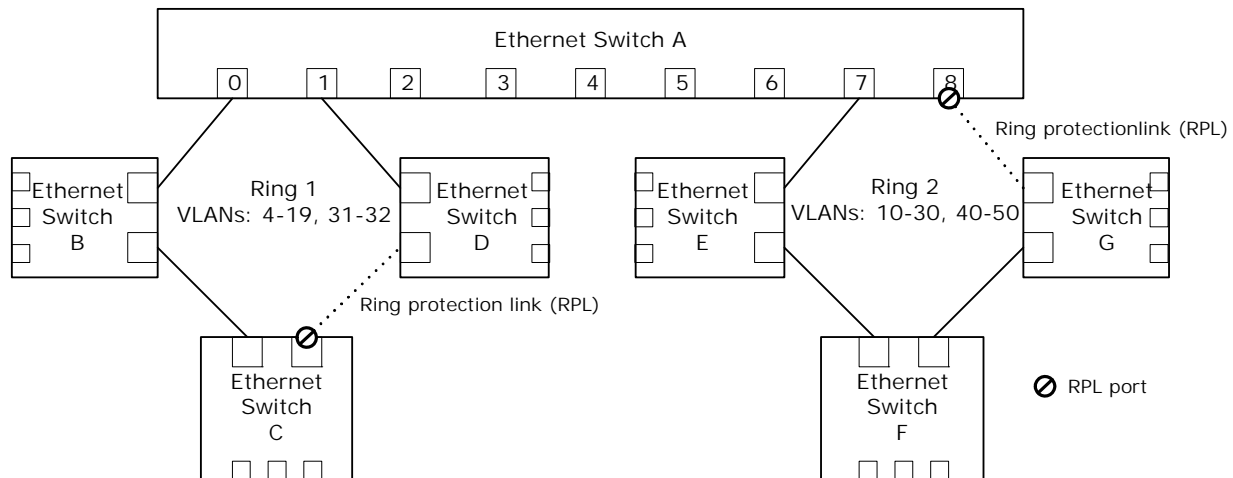 Ethernet Switch A
0 1 2 3 4 5 6 7 8
Ring protectionlink (RPL)
Ethernet
Switch
B
Ring 1
VLANs: 4-19, 31-32
Ethernet
Switch
D
Ethernet
Switch
E
Ring 2
VLANs: 10-30, 40-50
Ethernet
Switch
G
Ring protection link (RPL)
Ethernet
Switch
C
Ethernet
Switch
F
RPL port